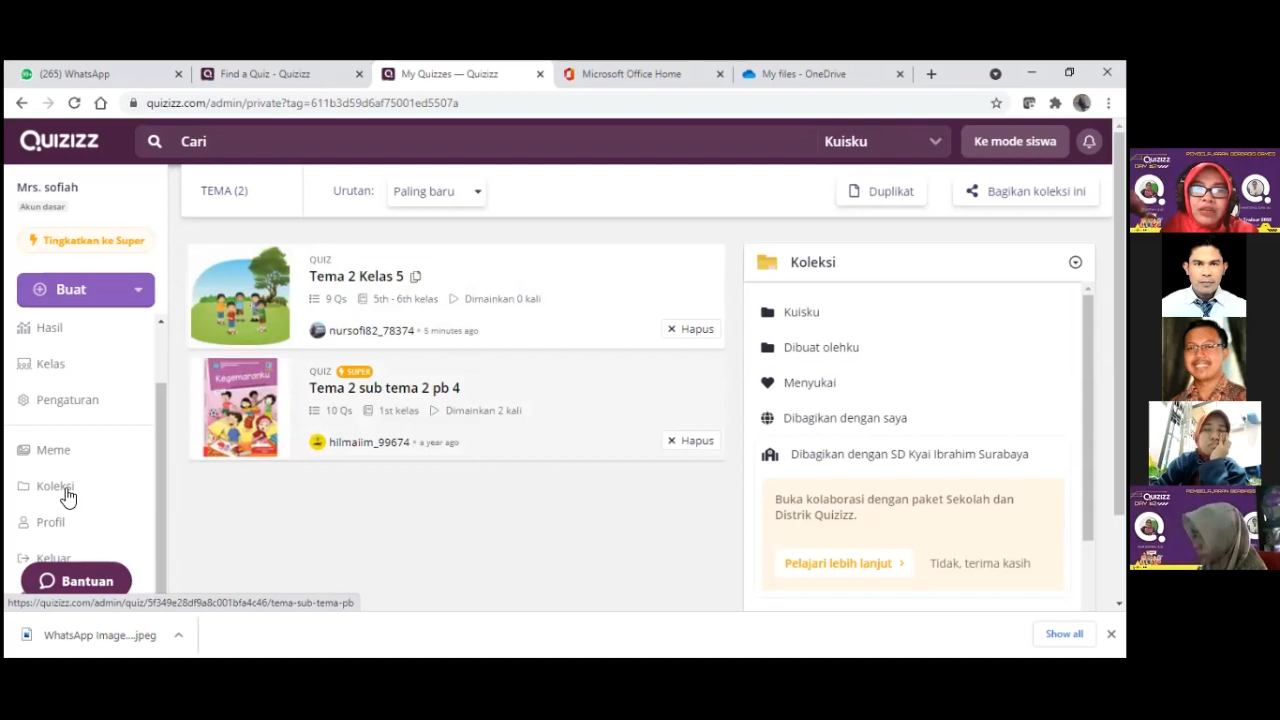 (265) WhatsApp
Find a Quiz - Quizizz
My Quizzes — Quizizz
Microsoft Office Home
My files - OneDrive
quizizz.com/admin/private?tag=611b3d59d6af75001ed5507a
QUIZIZZ
Cari
Kuisku
Ke mode siswa
Mrs. sofiah
Akun dasar
Tingkatkan ke Super
Buat
Hasil
Kelas
Pengaturan
Meme
Koleksi
Profil
Keluar
Bantuan
TEMA (2)
Urutan:
Paling baru
Duplikat
Bagikan koleksi ini
QUIZ
Tema 2 Kelas 5
9 Qs
5th - 6th kelas
Dimainkan 0 kali
nursofi82_78374 • 5 minutes ago
Hapus
Kegemaranku
QUIZ SUPER
Tema 2 sub tema 2 pb 4
10 Qs
1st kelas
Dimainkan 2 kali
hilmaiim_99674 • a year ago
Hapus
Koleksi
Kuisku
Dibuat olehku
Menyukai
Dibagikan dengan saya
Dibagikan dengan SD Kyai Ibrahim Surabaya
Buka kolaborasi dengan paket Sekolah dan
Distrik Quizizz.
Pelajari lebih lanjut
Tidak, terima kasih
https://quizizz.com/admin/quiz/5f349e28df9a8c001bfa4c46/tema-sub-tema-pb
WhatsApp Image....jpeg
Show all
QUIZIZZ